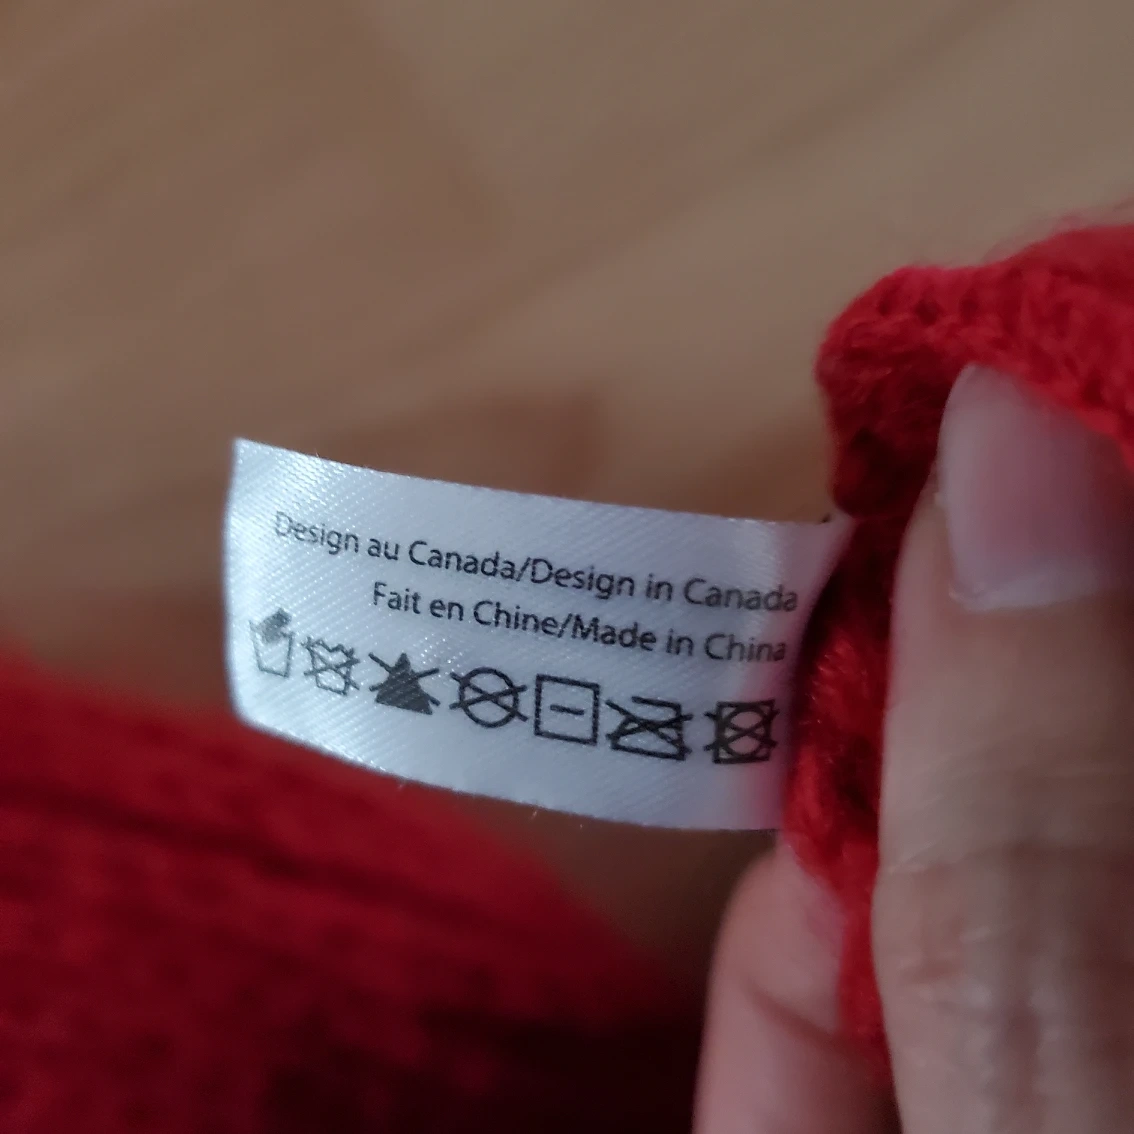 Design au Canada/Design in Canada
Fait en Chine/Made in China